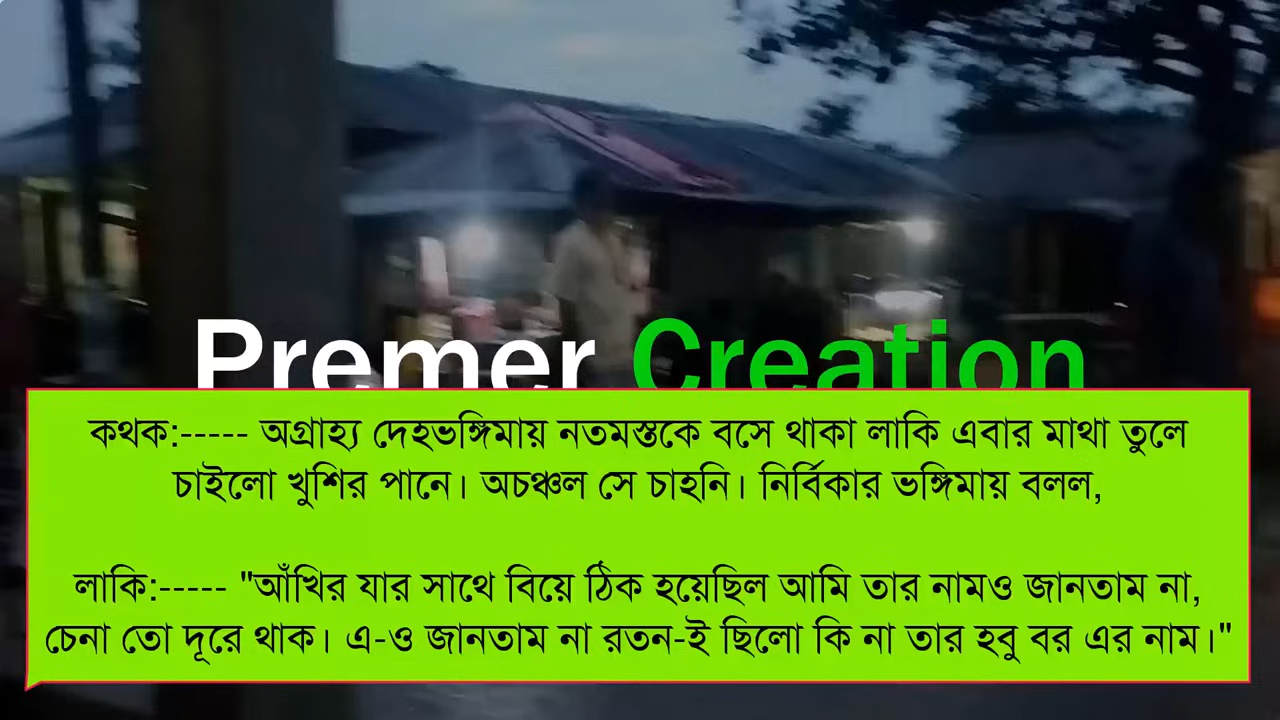 Premer Creation
কথক:----- অগ্রাহ্য দেহভঙ্গিমায় নতমস্তকে বসে থাকা লাকি এবার মাথা তুলে
চাইলো খুশির পানে। অচঞ্চল সে চাহনি। নির্বিকার ভঙ্গিমায় বলল,
লাকি:----- "আঁখির যার সাথে বিয়ে ঠিক হয়েছিল আমি তার নামও জানতাম না,
চেনা তো দূরে থাক। এ-ও জানতাম না রতন-ই ছিলো কি না তার হবু বর এর নাম।"